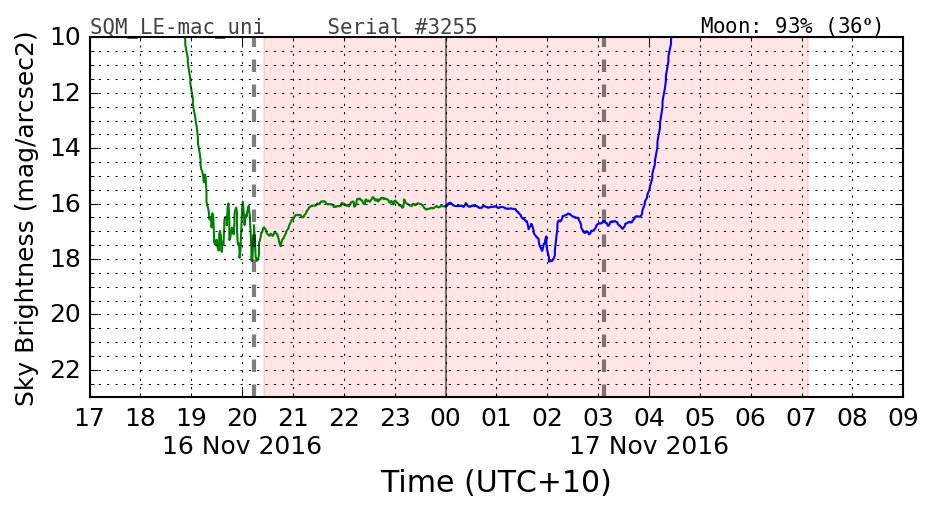 SQM_LE-mac_uni Serial #3255 Moon: 93% (36º)
Sky Brightness (mag/arcsec2)
10
12
14
16
18
20
22
17 18 19 20 21 22 23 00 01 02 03 04 05 06 07 08 09
16 Nov 2016 17 Nov 2016
Time (UTC+10)